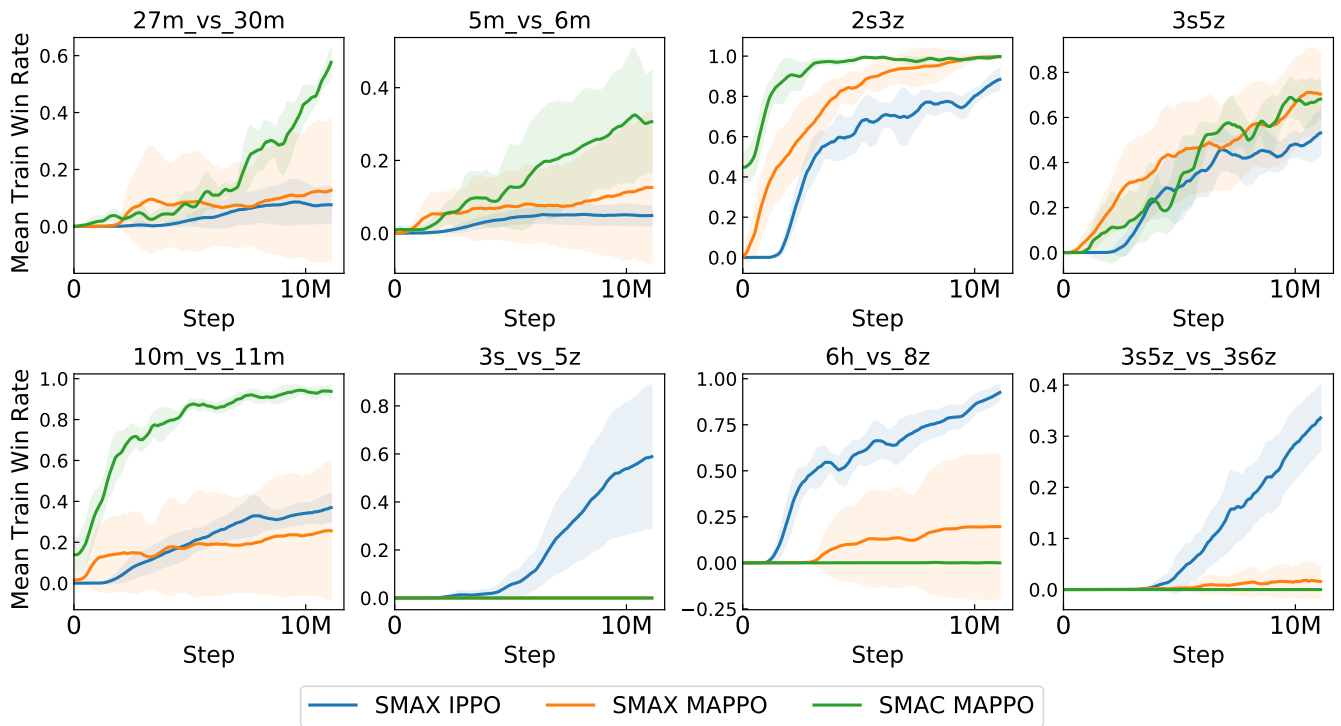 27m_vs_30m 5m_vs_6m 2s3z 3s5z
Mean Train Win Rate
0.6
0.4
0.2
0.0
0 10M
Step
0.4
0.2
0.0
0 10M
Step
1.0
0.8
0.6
0.4
0.2
0.0
0 10M
Step
0.8
0.6
0.4
0.2
0.0
0 10M
Step
10m_vs_11m 3s_vs_5z 6h_vs_8z 3s5z_vs_3s6z
Mean Train Win Rate
1.0
0.8
0.6
0.4
0.2
0.0
0 10M
Step
0.8
0.6
0.4
0.2
0.0
0 10M
Step
1.00
0.75
0.50
0.25
0.00
−0.25
0 10M
Step
0.4
0.3
0.2
0.1
0.0
0 10M
Step
SMAX IPPO SMAX MAPPO SMAC MAPPO